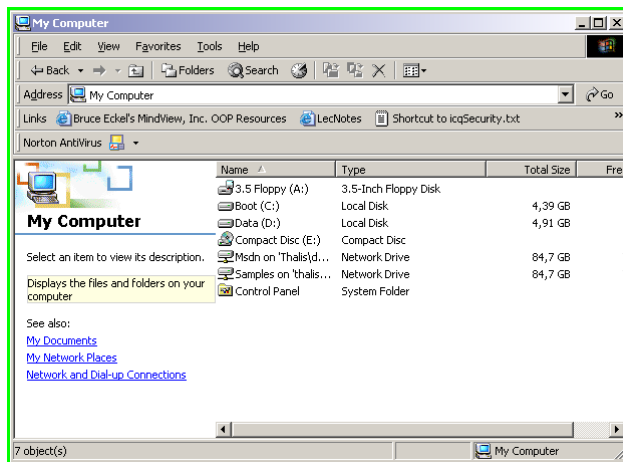 My Computer
File Edit View Favorites Tools Help
Back Folders Search
Address My Computer Go
Links Bruce Eckel's MindView, Inc. OOP Resources LecNotes Shortcut to icqSecurity.txt »
Norton AntiVirus
Name Type Total Size Fre
3.5 Floppy (A:) 3.5-Inch Floppy Disk
Boot (C:) Local Disk 4,39 GB
Data (D:) Local Disk 4,91 GB
Compact Disc (E:) Compact Disc
Msdn on 'Thalis\d... Network Drive 84,7 GB
Samples on 'thalis... Network Drive 84,7 GB
Control Panel System Folder
My Computer
Select an item to view its description.
Displays the files and folders on your
computer
See also:
My Documents
My Network Places
Network and Dial-up Connections
7 object(s) My Computer